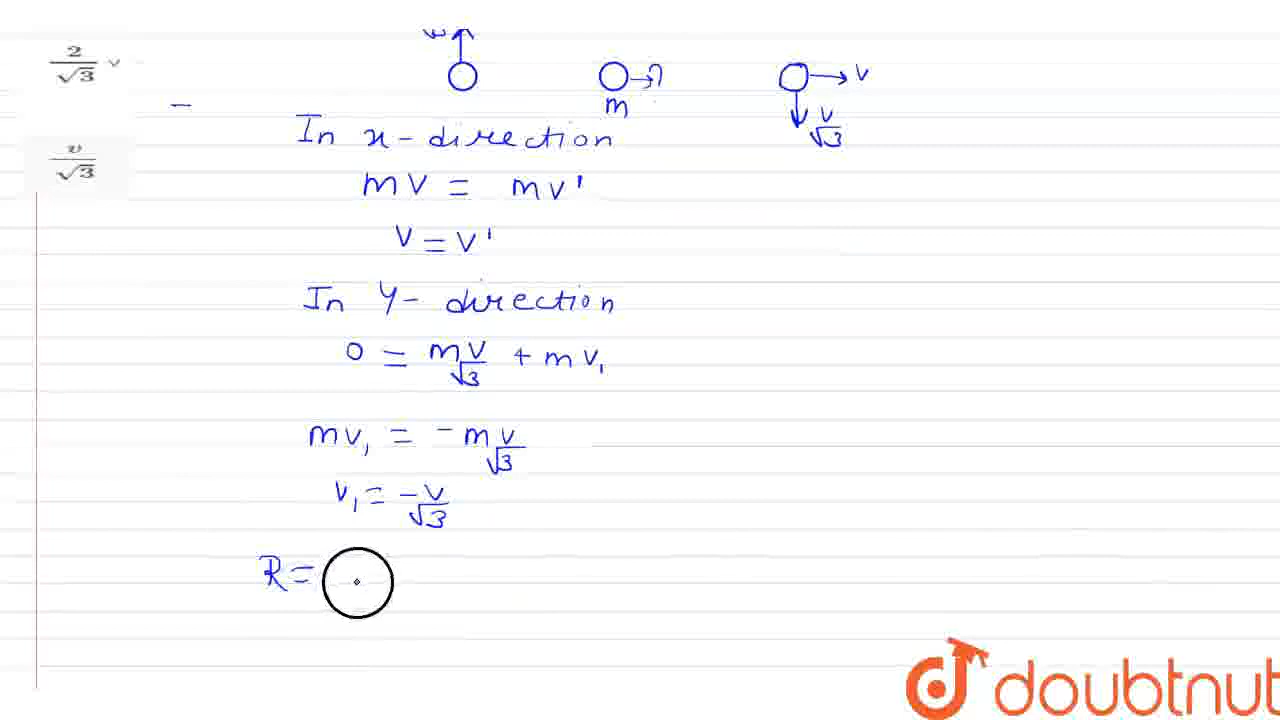 2/√3 v
v/√3
m
v
v/√3
In x-direction
mv = mv'
v = v'
In Y-direction
0 = m v/√3 + mv₁
mv₁ = -m v/√3
v₁ = -v/√3
R =
doubtnut